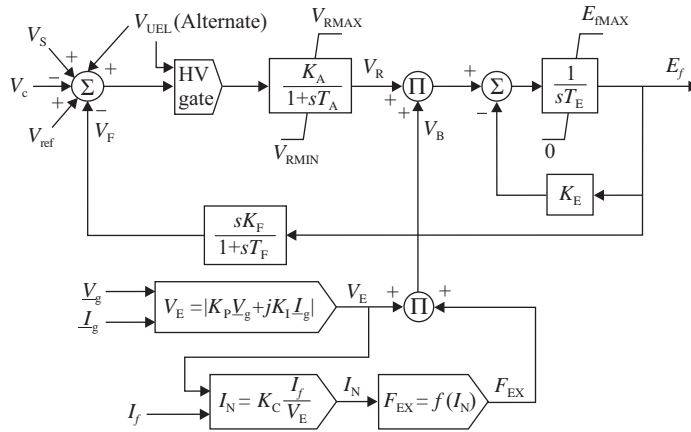 V_UEL (Alternate)
V_RMAX
E_fMAX
V_S
+
+
+
V_c
−
Σ
HV
gate
K_A
1+sT_A
V_R
+
Π
+
Σ
1
sT_E
E_f
V_ref
+
−
V_F
V_RMIN
+
V_B
−
0
K_E
sK_F
1+sT_F
V_g
I_g
V_E = |K_P V_g + jK_I I_g|
V_E
+
Π
+
I_f
I_N = K_C I_f / V_E
I_N
F_EX = f(I_N)
F_EX